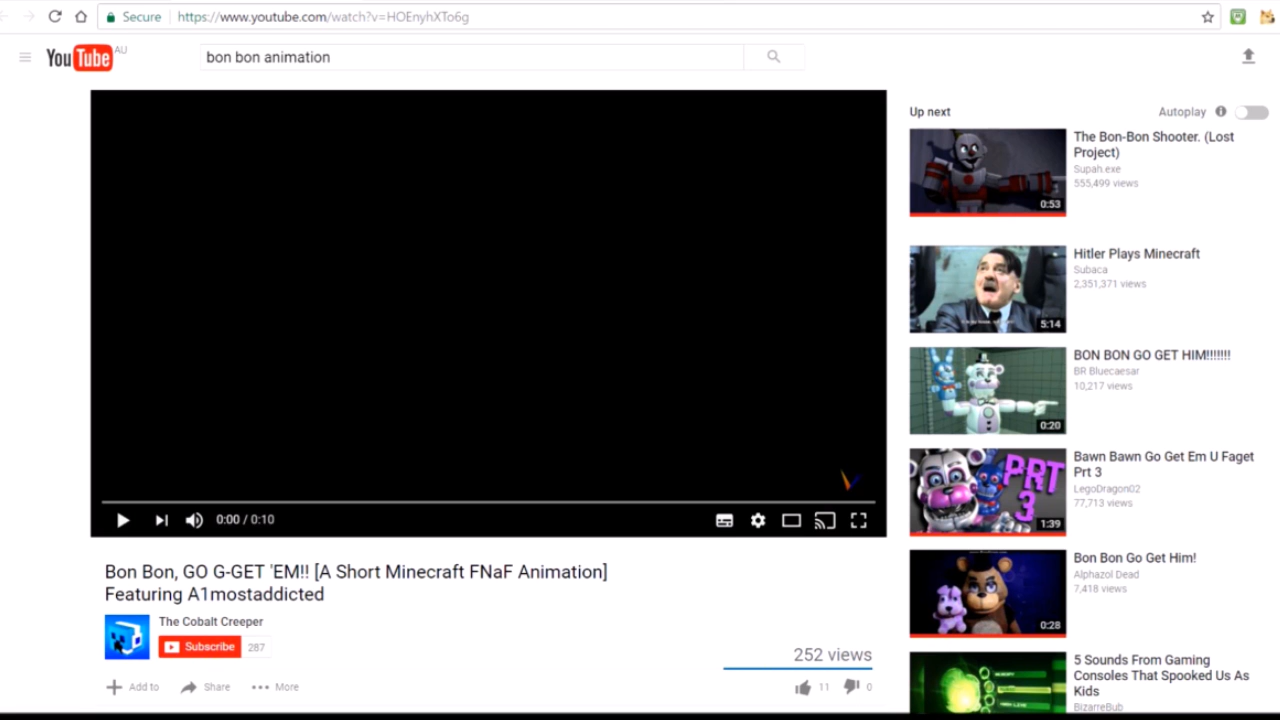 Secure
https://www.youtube.com/watch?v=HOEnyhXTo6g
YouTube AU
bon bon animation
Up next
Autoplay
The Bon-Bon Shooter. (Lost
Project)
Supah.exe
555,499 views
0:53
Hitler Plays Minecraft
Subaca
2,351,371 views
5:14
BON BON GO GET HIM!!!!!!!
BR Bluecaesar
10,217 views
0:20
Bawn Bawn Go Get Em U Faget
Prt 3
LegoDragon02
77,713 views
PRT
3
1:39
Bon Bon Go Get Him!
Alphazol Dead
7,418 views
0:28
5 Sounds From Gaming
Consoles That Spooked Us As
Kids
BizarreBub
0:00 / 0:10
Bon Bon, GO G-GET 'EM!! [A Short Minecraft FNaF Animation]
Featuring A1mostaddicted
The Cobalt Creeper
Subscribe 287
252 views
Add to Share More
11 0